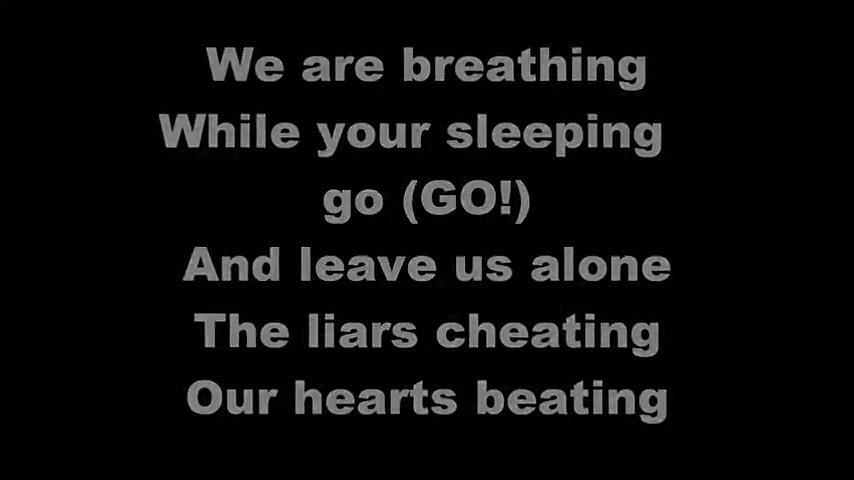 We are breathing
While your sleeping
go (GO!)
And leave us alone
The liars cheating
Our hearts beating